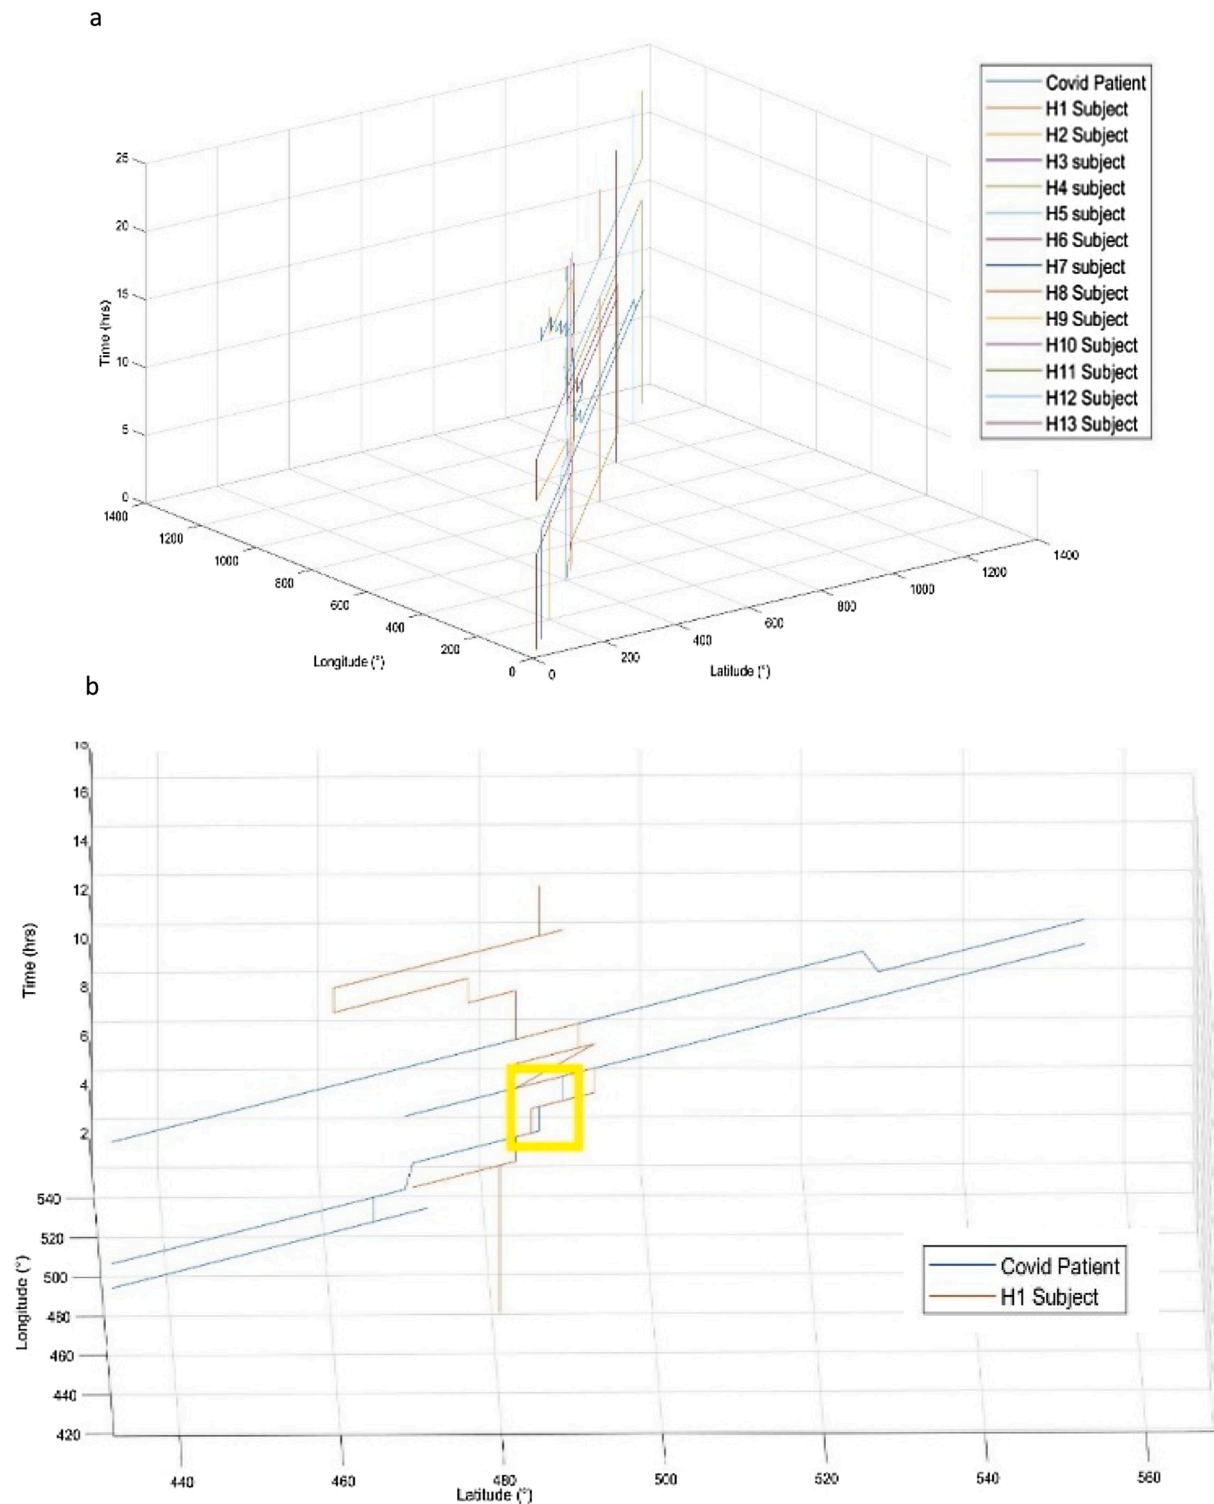 a
Covid Patient
H1 Subject
H2 Subject
H3 subject
H4 subject
H5 subject
H6 Subject
H7 subject
H8 Subject
H9 Subject
H10 Subject
H11 Subject
H12 Subject
H13 Subject
25
20
15
10
5
0
Time (hrs)
1400
1200
1000
800
600
400
200
0
Longitude (°)
0
200
400
600
800
1000
1200
1400
Latitude (°)
b
16
14
12
10
8
6
4
2
Time (hrs)
540
520
500
480
460
440
420
Longitude (°)
Covid Patient
H1 Subject
440
460
480
500
520
540
560
Latitude (°)